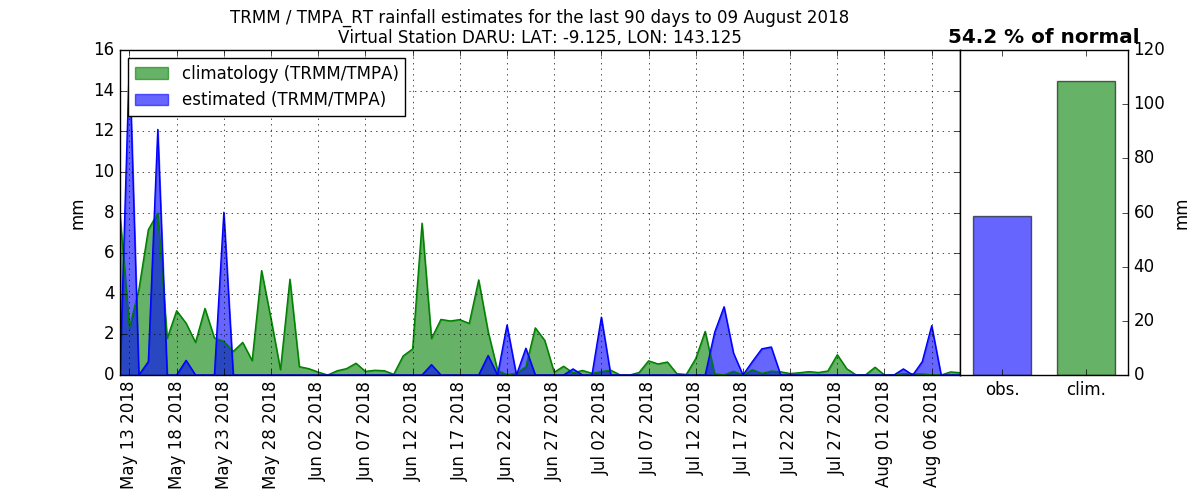 TRMM / TMPA_RT rainfall estimates for the last 90 days to 09 August 2018
Virtual Station DARU: LAT: -9.125, LON: 143.125
54.2 % of normal
climatology (TRMM/TMPA)
estimated (TRMM/TMPA)
mm
16
14
12
10
8
6
4
2
0
May 13 2018
May 18 2018
May 23 2018
May 28 2018
Jun 02 2018
Jun 07 2018
Jun 12 2018
Jun 17 2018
Jun 22 2018
Jun 27 2018
Jul 02 2018
Jul 07 2018
Jul 12 2018
Jul 17 2018
Jul 22 2018
Jul 27 2018
Aug 01 2018
Aug 06 2018
obs.
clim.
120
100
80
60
40
20
0
mm